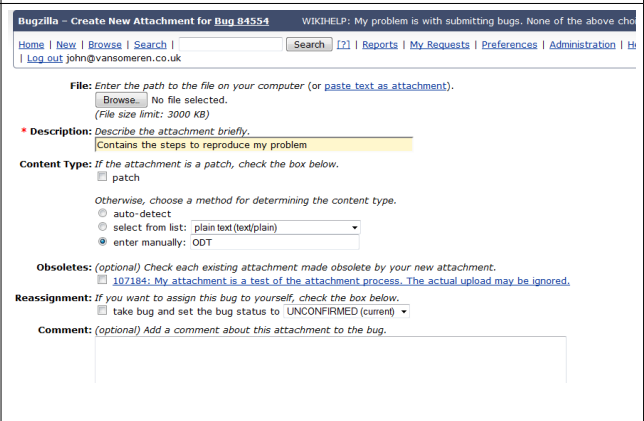 Bugzilla – Create New Attachment for Bug 84554 WIKIHELP: My problem is with submitting bugs. None of the above choi
Home | New | Browse | Search | Search [?] | Reports | My Requests | Preferences | Administration | He
| Log out john@vansomeren.co.uk
File: Enter the path to the file on your computer (or paste text as attachment).
Browse.. No file selected.
(File size limit: 3000 KB)
* Description: Describe the attachment briefly.
Contains the steps to reproduce my problem
Content Type: If the attachment is a patch, check the box below.
patch
Otherwise, choose a method for determining the content type.
auto-detect
select from list: plain text (text/plain)
enter manually: ODT
Obsoletes: (optional) Check each existing attachment made obsolete by your new attachment.
107184: My attachment is a test of the attachment process. The actual upload may be ignored.
Reassignment: If you want to assign this bug to yourself, check the box below.
take bug and set the bug status to UNCONFIRMED (current)
Comment: (optional) Add a comment about this attachment to the bug.